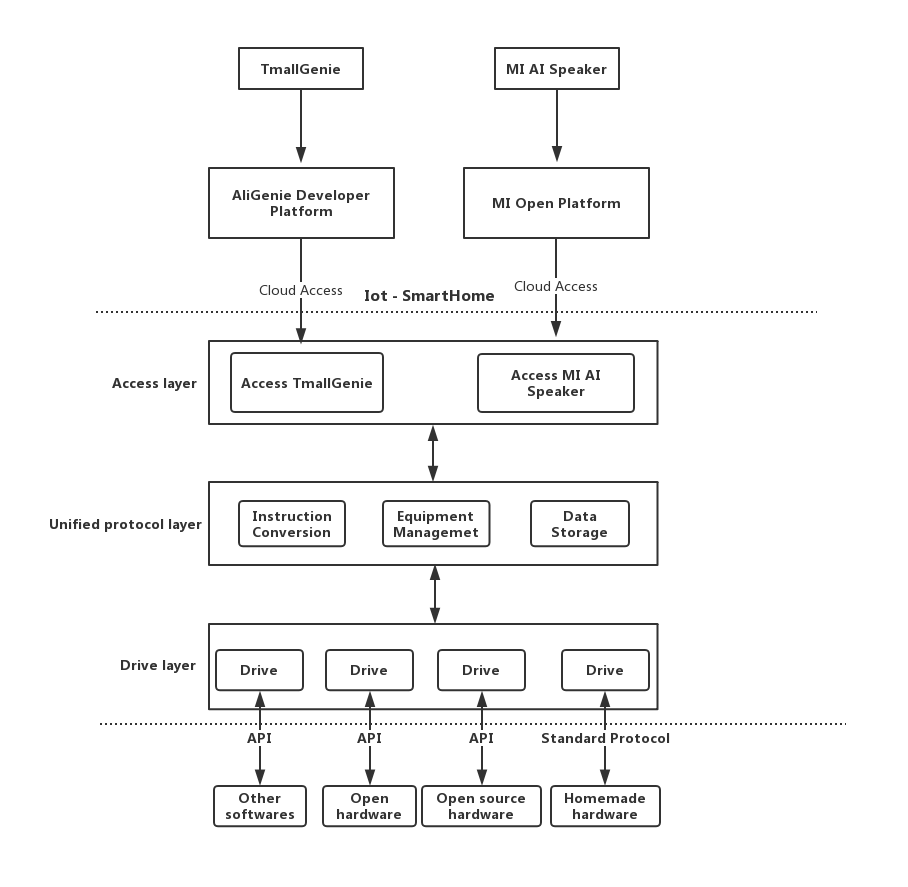 TmallGenie
MI AI Speaker
AliGenie Developer
Platform
MI Open Platform
Cloud Access
Iot - SmartHome
Cloud Access
Access layer
Access TmallGenie
Access MI AI
Speaker
Unified protocol layer
Instruction
Conversion
Equipment
Managemet
Data
Storage
Drive layer
Drive
Drive
Drive
Drive
API
API
API
Standard Protocol
Other
softwares
Open
hardware
Open source
hardware
Homemade
hardware